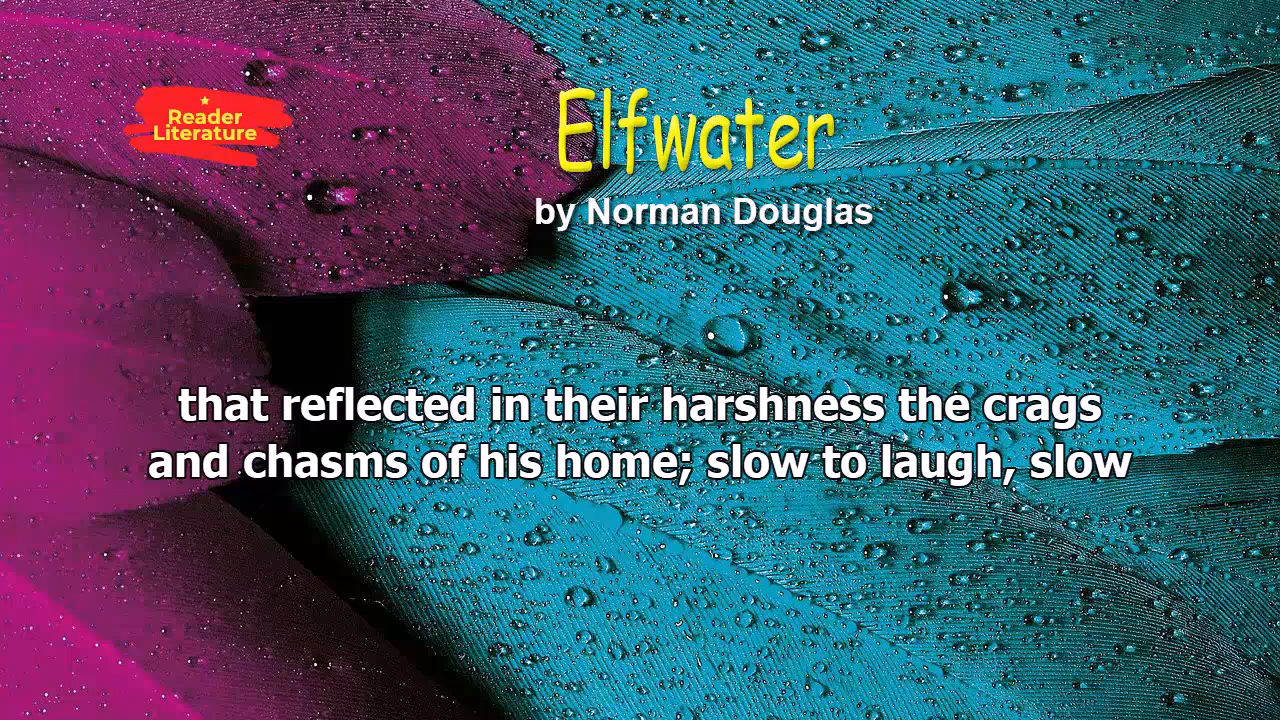 Reader
Literature
Elfwater
by Norman Douglas
that reflected in their harshness the crags
and chasms of his home; slow to laugh, slow